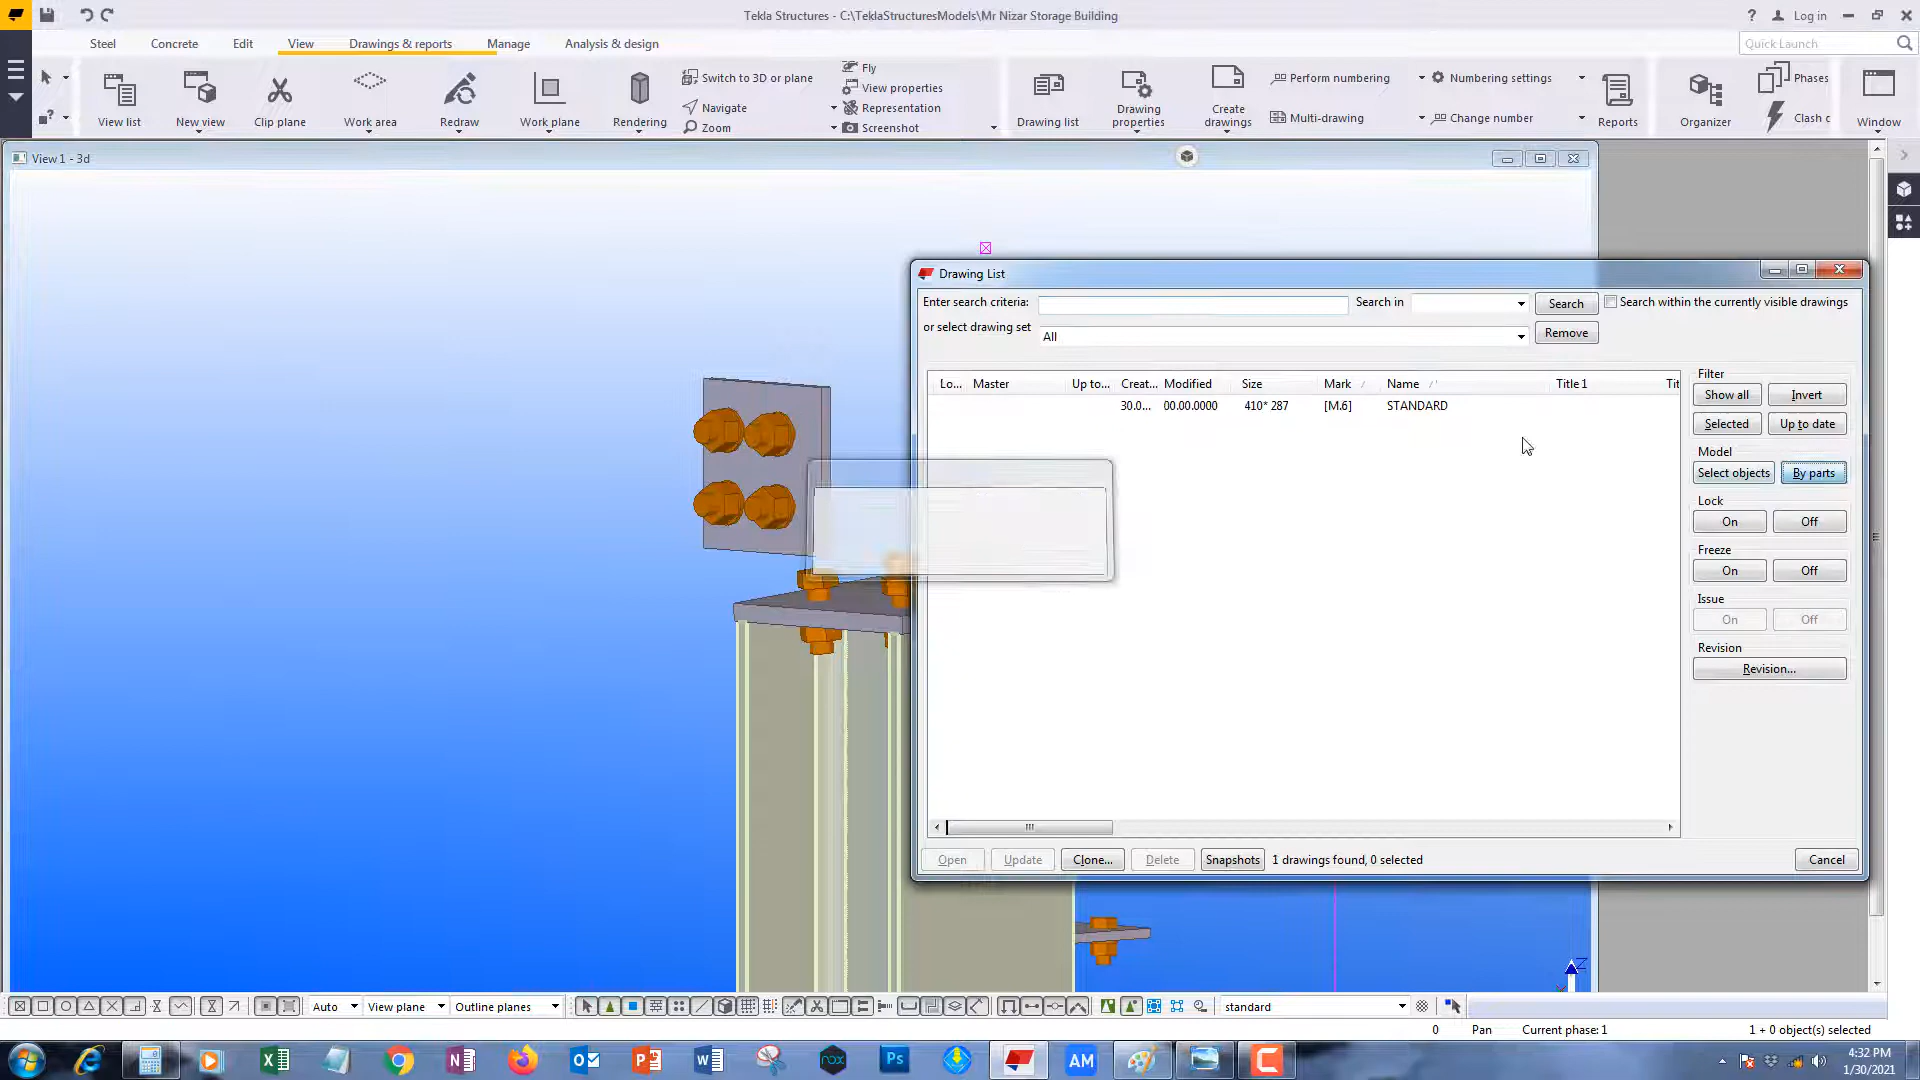 Tekla Structures - C:\TeklaStructuresModels\Mr Nizar Storage Building
? Log in
Steel Concrete Edit View Drawings & reports Manage Analysis & design
Quick Launch
View list
New view
Clip plane
Work area
Redraw
Work plane
Rendering
Switch to 3D or plane
Navigate
Zoom
Fly
View properties
Representation
Screenshot
Drawing list
Drawing properties
Create drawings
Perform numbering
Multi-drawing
Numbering settings
Change number
Reports
Organizer
Phases
Clash c
Window
View 1 - 3d
Drawing List
Enter search criteria: Search in Search Search within the currently visible drawings
or select drawing set All Remove
Lo... Master Up to... Creat... Modified Size Mark Name Title 1 Tit
30.0... 00.00.0000 410* 287 [M.6] STANDARD
Filter
Show all Invert
Selected Up to date
Model
Select objects By parts
Lock
On Off
Freeze
On Off
Issue
On Off
Revision
Revision...
Open Update Clone... Delete Snapshots 1 drawings found, 0 selected Cancel
Z
Auto View plane Outline planes standard
0 Pan Current phase: 1 1 + 0 object(s) selected
nox Ps AM
4:32 PM
1/30/2021